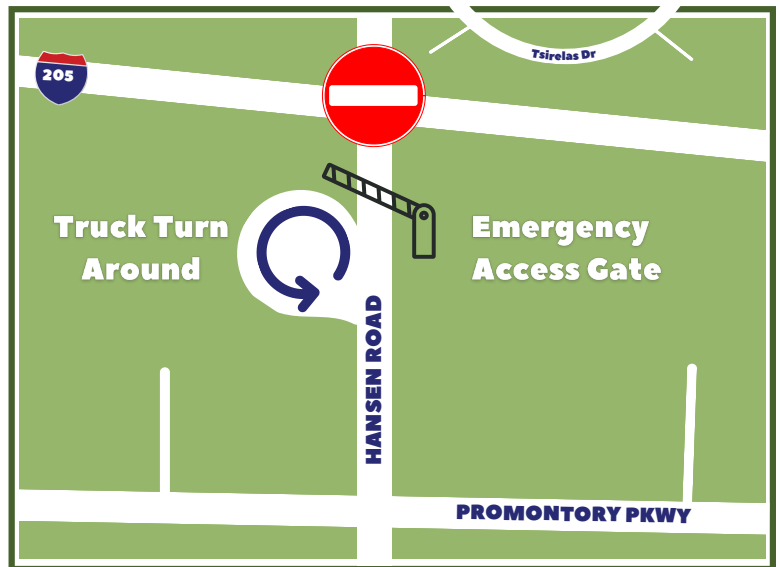 Tsirelas Dr
205
Truck Turn
Around
Emergency
Access Gate
HANSEN ROAD
PROMONTORY PKWY